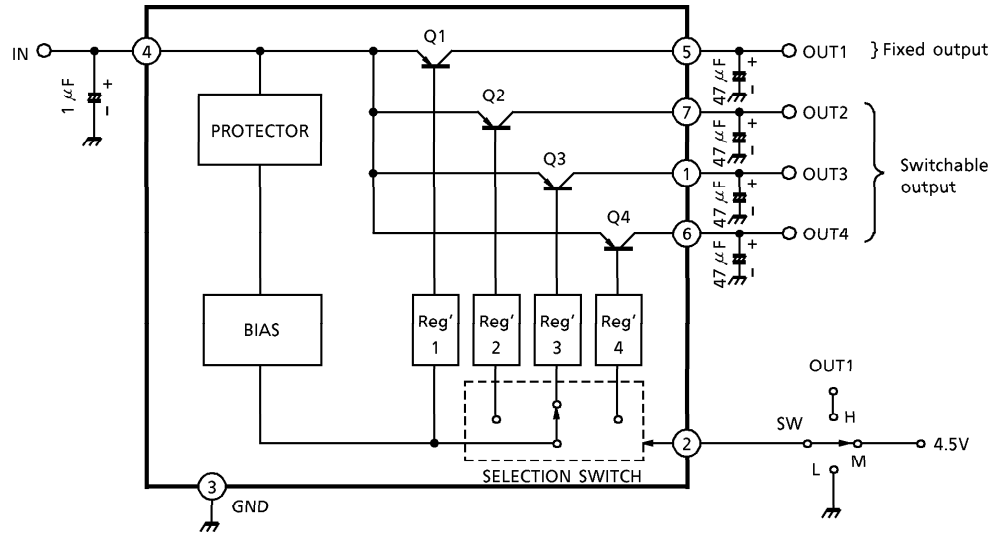 IN
1 μF
+
-
4
PROTECTOR
BIAS
Q1
Q2
Q3
Q4
Reg'
1
Reg'
2
Reg'
3
Reg'
4
SELECTION SWITCH
3
GND
5
7
1
6
2
47 μF
+
-
47 μF
+
-
47 μF
+
-
47 μF
+
-
OUT1
} Fixed output
OUT2
OUT3
OUT4
Switchable
output
OUT1
H
SW
M
L
4.5V